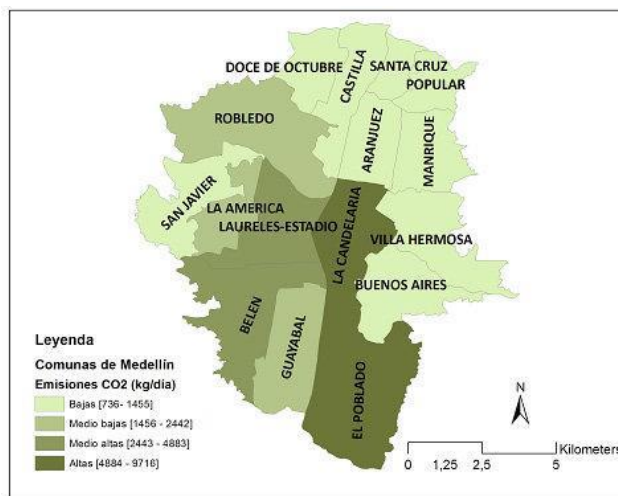 DOCE DE OCTUBRE
CASTILLA
SANTA CRUZ
POPULAR
ROBLEDO
ARANJUEZ
MANRIQUE
SAN JAVIER
LA AMERICA
LAURELES-ESTADIO
LA CANDELARIA
VILLA HERMOSA
BUENOS AIRES
BELEN
GUAYABAL
EL POBLADO
Leyenda
Comunas de Medellín
Emisiones CO2 (kg/día)
Bajas [736- 1455]
Medio bajas [1456 - 2442]
Medio altas [2443 - 4883]
Altas [4884 - 9716]
N
Kilometers
0 1,25 2,5 5